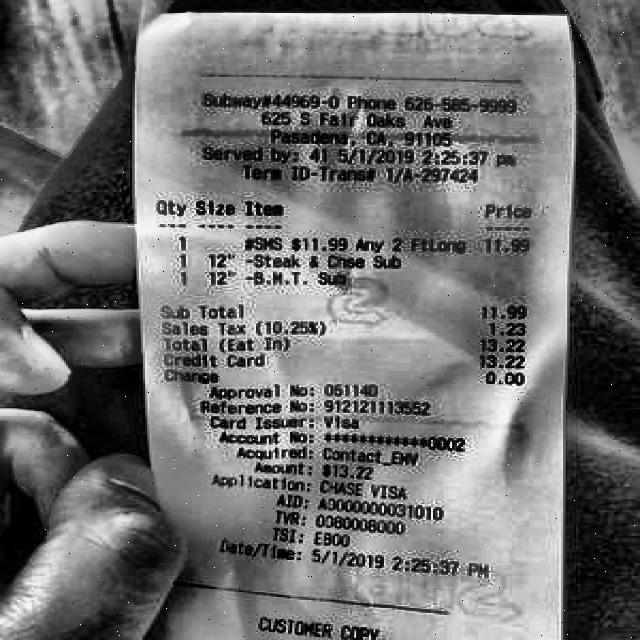 Subway#44969-0 Phone 626-585-9999
625 S Fair Oaks Ave
Pasadena, CA, 91105
Served by: 41 5/1/2019 2:25:37 pm
Term ID-Trans# 1/A-297424
Qty Size Item Price
--- ---- ---- -----
1 #SMS $11.99 Any 2 FtLong 11.99
1 12" -Steak & Chse Sub
1 12" -B.M.T. Sub
Sub Total 11.99
Sales Tax (10.25%) 1.23
Total (Eat In) 13.22
Credit Card 13.22
Change 0.00
Approval No: 05114D
Reference No: 912121113552
Card Issuer: Visa
Account No: ************0002
Acquired: Contact_EMV
Amount: $13.22
Application: CHASE VISA
AID: A0000000031010
TVR: 0080008000
TSI: E800
Date/Time: 5/1/2019 2:25:37 PM
CUSTOMER COPY